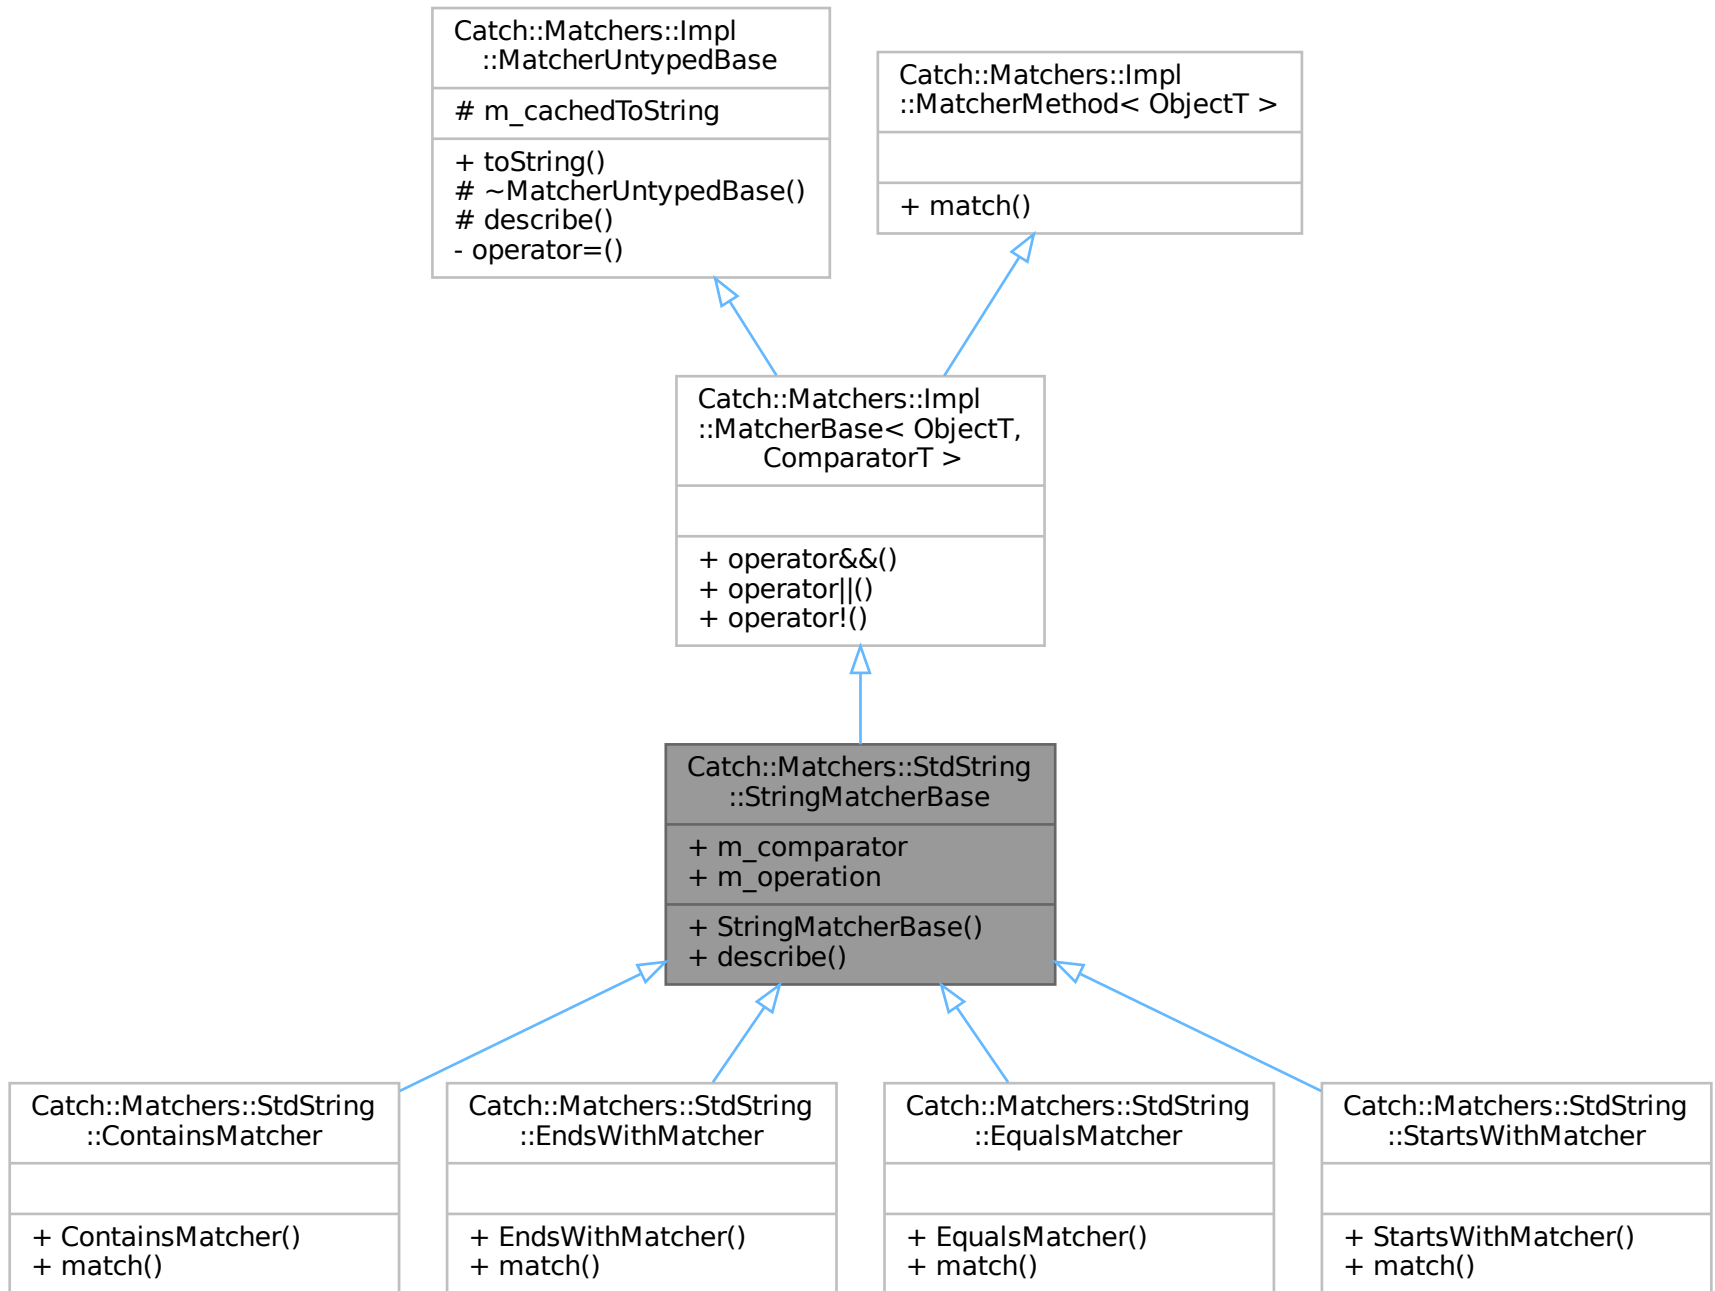 Catch::Matchers::Impl
::MatcherUntypedBase
# m_cachedToString
+ toString()
# ~MatcherUntypedBase()
# describe()
- operator=()
Catch::Matchers::Impl
::MatcherMethod< ObjectT >
+ match()
Catch::Matchers::Impl
::MatcherBase< ObjectT,
ComparatorT >
+ operator&&()
+ operator||()
+ operator!()
Catch::Matchers::StdString
::StringMatcherBase
+ m_comparator
+ m_operation
+ StringMatcherBase()
+ describe()
Catch::Matchers::StdString
::ContainsMatcher
+ ContainsMatcher()
+ match()
Catch::Matchers::StdString
::EndsWithMatcher
+ EndsWithMatcher()
+ match()
Catch::Matchers::StdString
::EqualsMatcher
+ EqualsMatcher()
+ match()
Catch::Matchers::StdString
::StartsWithMatcher
+ StartsWithMatcher()
+ match()